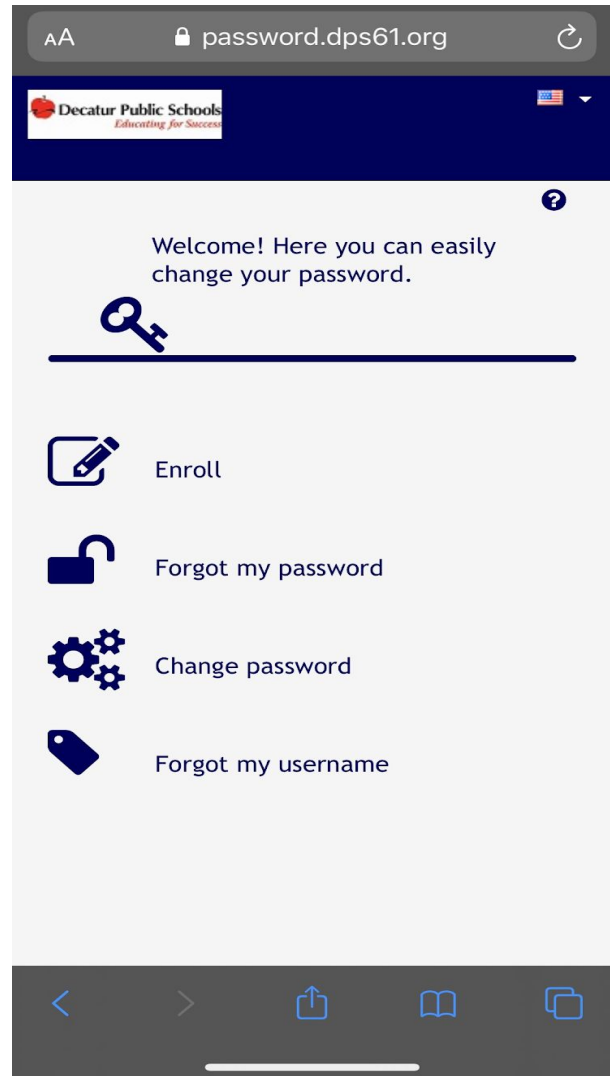 AA
password.dps61.org
Decatur Public Schools
Educating for Success
?
Welcome! Here you can easily
change your password.
Enroll
Forgot my password
Change password
Forgot my username